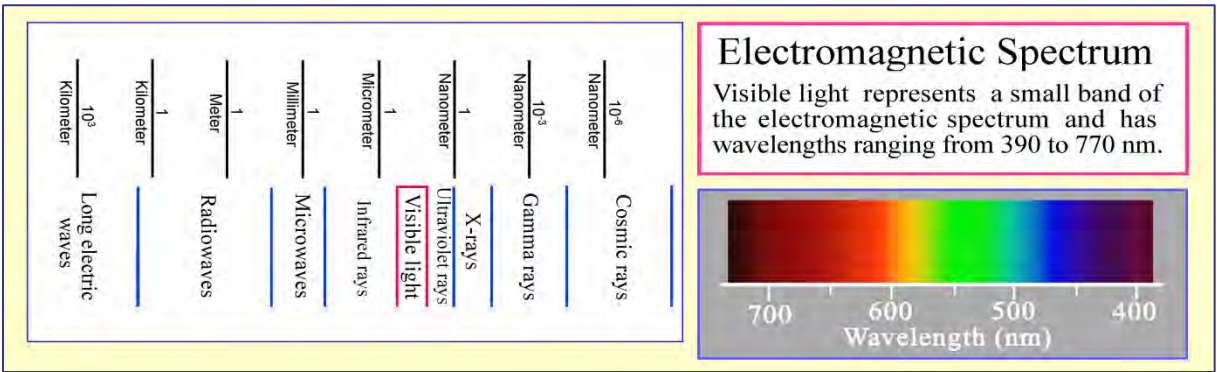 10³
Kilometer
1
Kilometer
1
Meter
1
Millimeter
1
Micrometer
1
Nanometer
10⁻³
Nanometer
10⁻⁶
Nanometer
Long electric
waves
Radiowaves
Microwaves
Infrared rays
Visible light
Ultraviolet rays
X-rays
Gamma rays
Cosmic rays
Electromagnetic Spectrum
Visible light represents a small band of
the electromagnetic spectrum and has
wavelengths ranging from 390 to 770 nm.
700 600 500 400
Wavelength (nm)